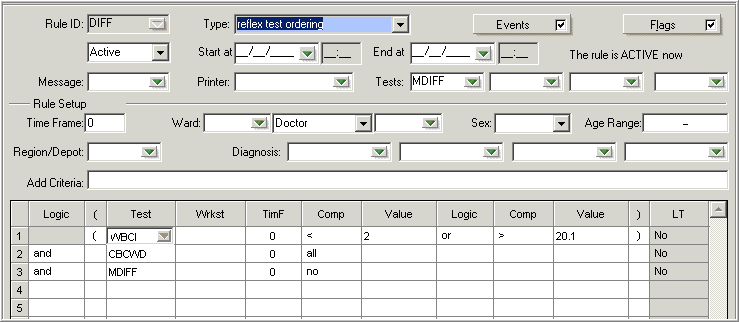 Rule ID: DIFF Type: reflex test ordering Events Flags
Active Start at __/__/____ __:__ End at __/__/____ __:__ The rule is ACTIVE now
Message: Printer: Tests: MDIFF
Rule Setup
Time Frame: 0 Ward: Doctor Sex: Age Range: –
Region/Depot: Diagnosis:
Add Criteria:
Logic ( Test Wrkst TimF Comp Value Logic Comp Value ) LT
1 ( WBCI 0 < 2 or > 20.1 ) No
2 and CBCWD 0 all No
3 and MDIFF 0 no No
4
5